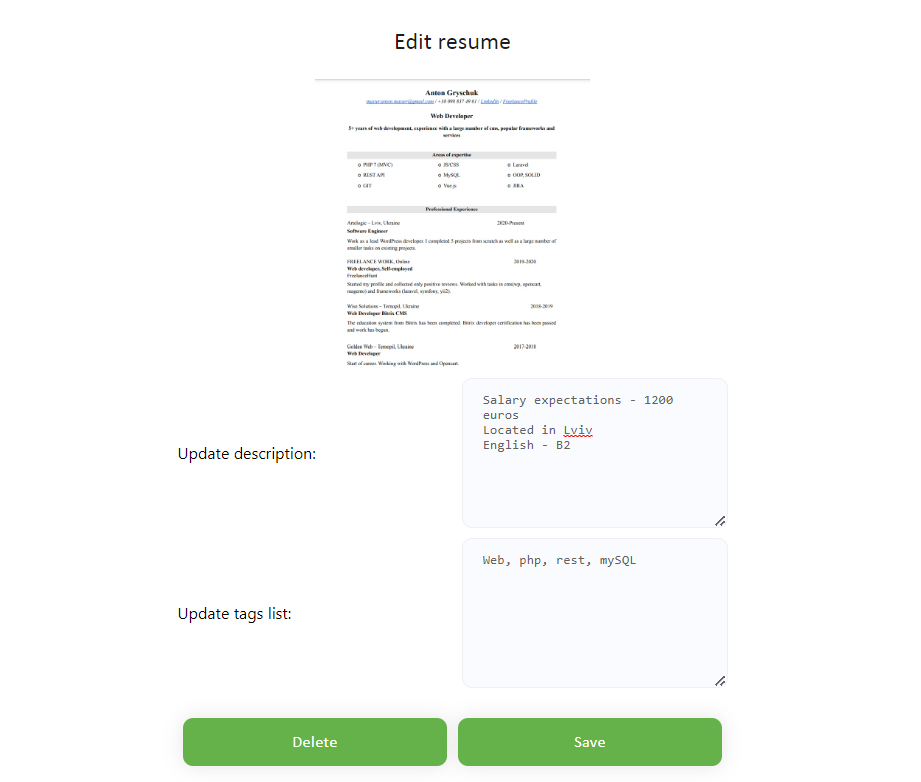 Edit resume
Anton Gryschuk
LinkedIn / FreelanceProfile
Web Developer
5+ years of web development, experience with a large number of cms, popular frameworks and
services
Areas of expertise
PHP 7 (MVC) JS/CSS Laravel
REST API MySQL OOP, SOLID
GIT Vue.js JIRA
Professional Experience
Artelogic – Lviv, Ukraine 2020-Present
Software Engineer
Work as a lead WordPress developer. I completed 5 projects from scratch as well as a large number of
smaller tasks on existing projects.
FREELANCE WORK, Online 2018-2020
Web developer, Self-employed
FreelanceHunt
Started my profile and collected only positive reviews. Worked with tasks in cms(wp, opencart,
magento) and frameworks (laravel, symfony, yii2).
Wise Solutions – Ternopil, Ukraine 2018-2019
Web Developer Bitrix CMS
The education system from Bitrix has been completed. Bitrix developer certification has been passed
and work has begun.
Golden Web – Ternopil, Ukraine 2017-2018
Web Developer
Start of career. Working with WordPress and Opencart.
Update description:
Salary expectations - 1200
euros
Located in Lviv
English - B2
Update tags list:
Web, php, rest, mySQL
Delete Save